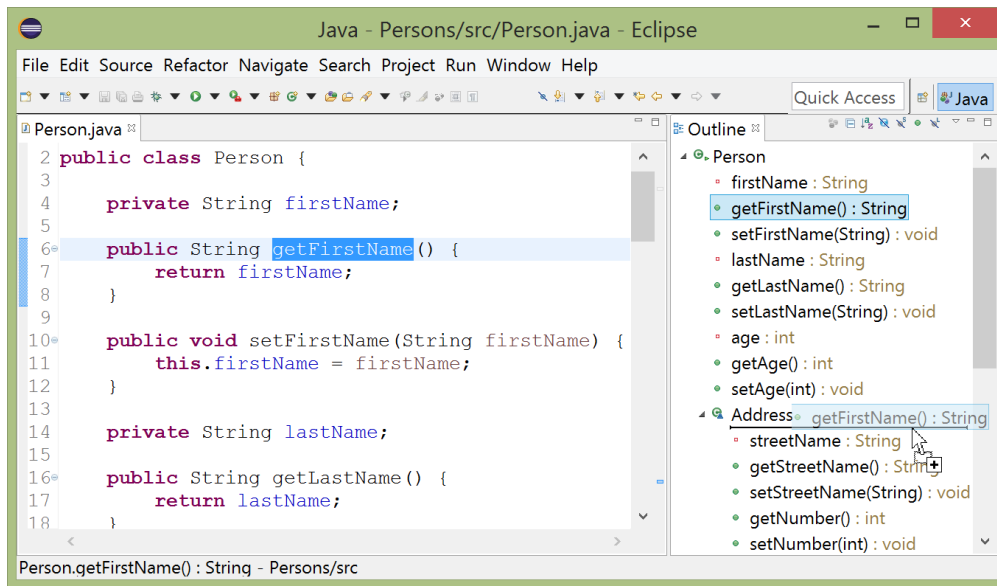 Java - Persons/src/Person.java - Eclipse
File Edit Source Refactor Navigate Search Project Run Window Help
Quick Access
Java
Person.java
2 public class Person {
3
4 private String firstName;
5
6 public String getFirstName() {
7 return firstName;
8 }
9
10 public void setFirstName(String firstName) {
11 this.firstName = firstName;
12 }
13
14 private String lastName;
15
16 public String getLastName() {
17 return lastName;
18 }
Outline
Person
firstName : String
getFirstName() : String
setFirstName(String) : void
lastName : String
getLastName() : String
setLastName(String) : void
age : int
getAge() : int
setAge(int) : void
Address
getFirstName() : String
streetName : String
getStreetName() : String
setStreetName(String) : void
getNumber() : int
setNumber(int) : void
Person.getFirstName() : String - Persons/src